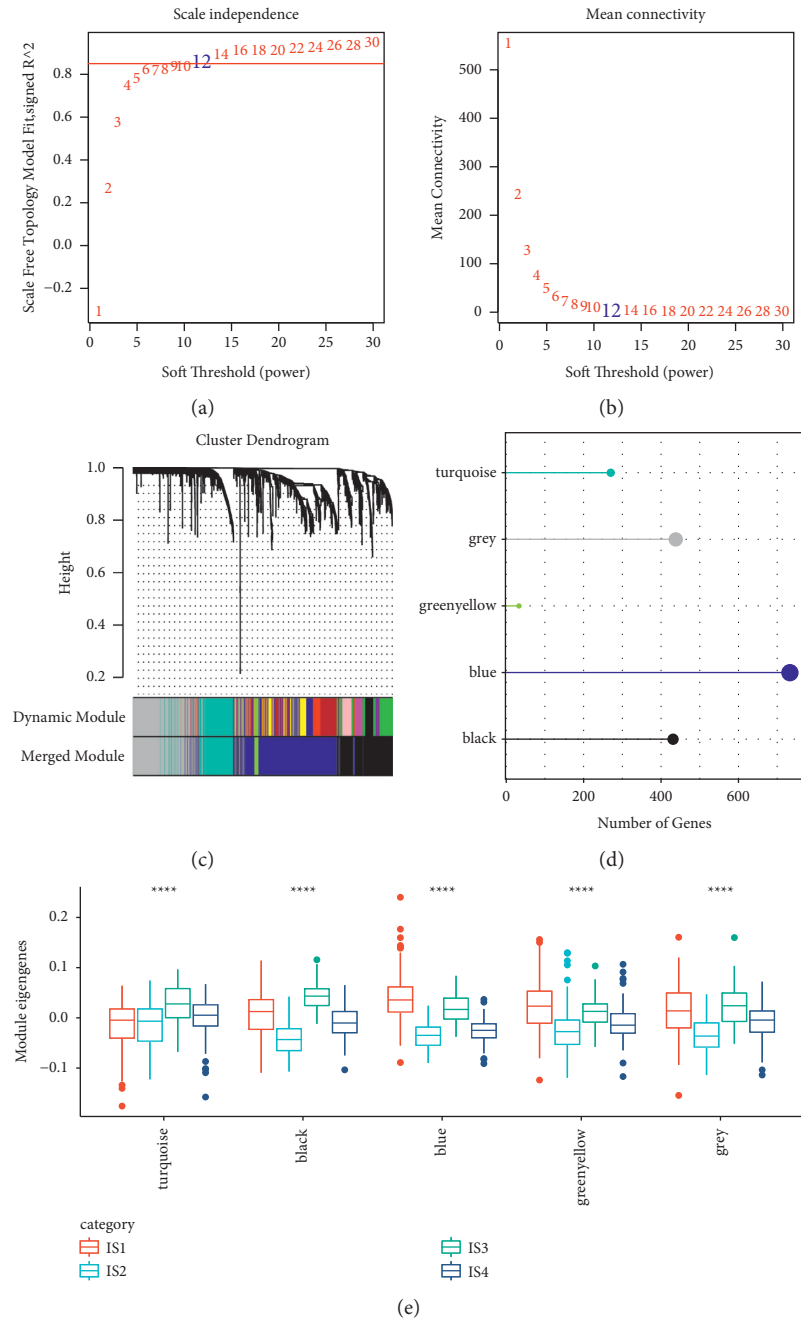 Scale independence
Scale Free Topology Model Fit,signed R^2
0.8
0.6
0.4
0.2
0.0
−0.2
1
2
3
4
5
6
7
8
9
10
12
14
16
18
20
22
24
26
28
30
0
5
10
15
20
25
30
Soft Threshold (power)
(a)
Mean connectivity
Mean Connectivity
500
400
300
200
100
0
1
2
3
4
5
6
7
8
9
10
12
14
16
18
20
22
24
26
28
30
0
5
10
15
20
25
30
Soft Threshold (power)
(b)
Cluster Dendrogram
Height
1.0
0.8
0.6
0.4
0.2
Dynamic Module
Merged Module
(c)
turquoise
grey
greenyellow
blue
black
0
200
400
600
Number of Genes
(d)
Module eigengenes
0.2
0.1
0.0
−0.1
****
****
****
****
****
turquoise
black
blue
greenyellow
grey
category
IS1
IS2
IS3
IS4
(e)